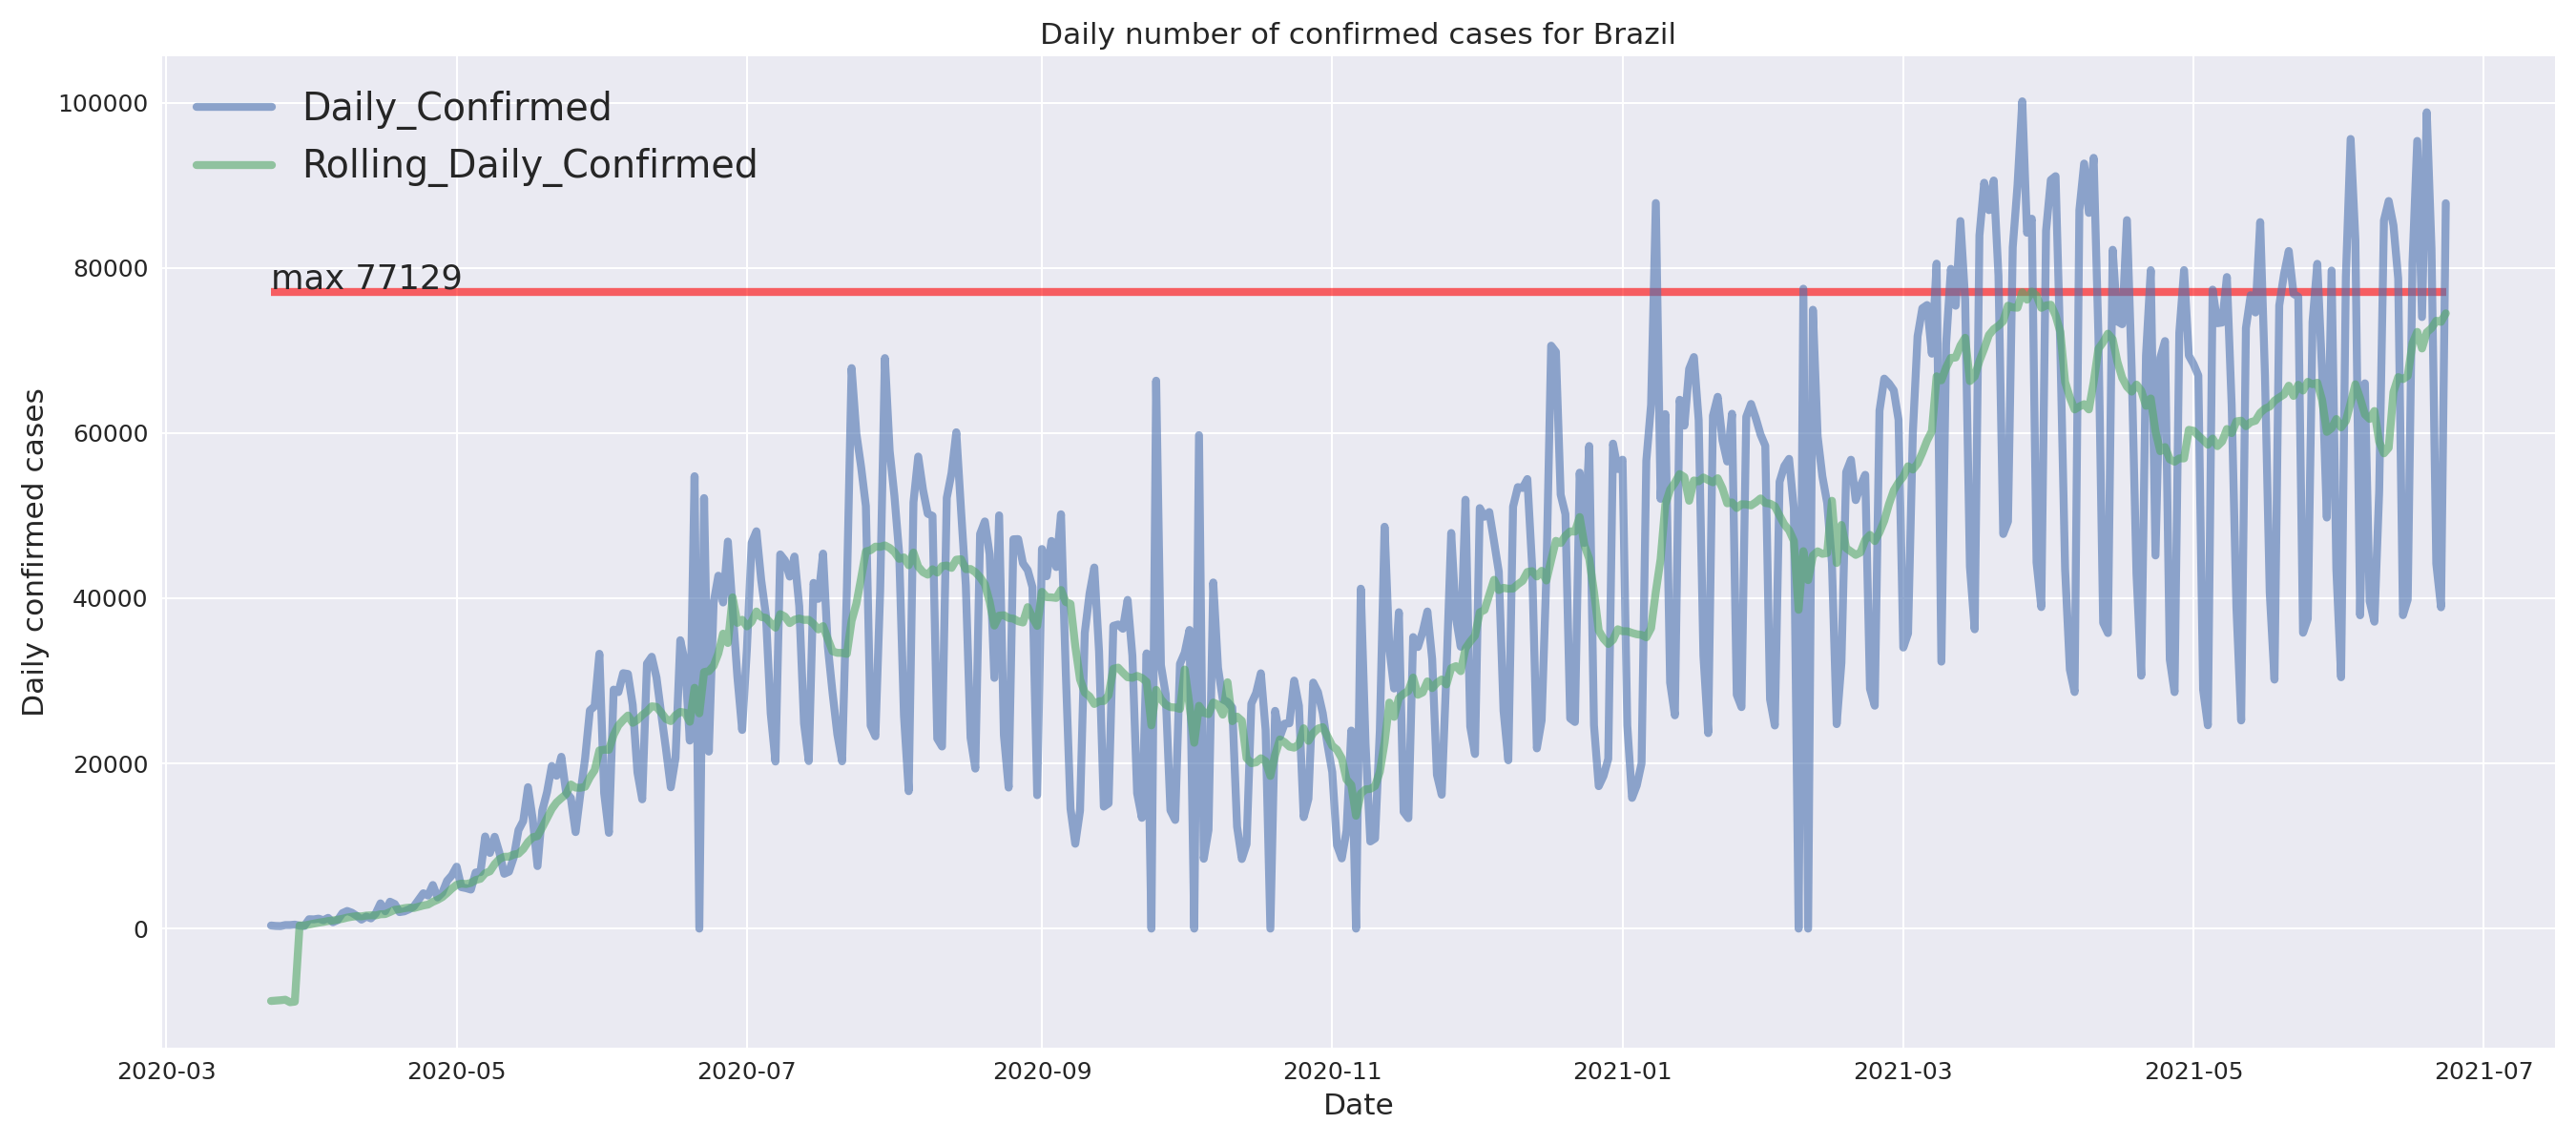 Daily number of confirmed cases for Brazil
Daily_Confirmed
Rolling_Daily_Confirmed
max 77129
100000
80000
60000
40000
20000
0
Daily confirmed cases
2020-03 2020-05 2020-07 2020-09 2020-11 2021-01 2021-03 2021-05 2021-07
Date